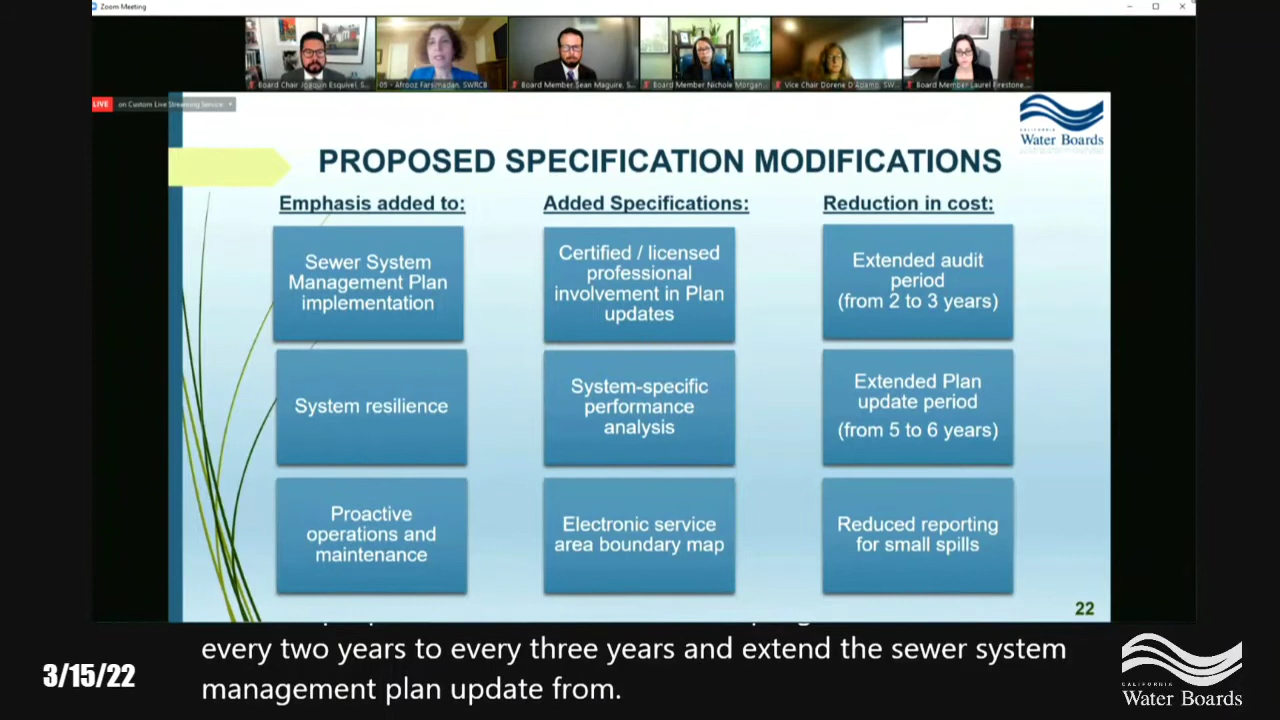 Zoom Meeting
Board Chair Joaquin Esquivel, S...
05 - Afrooz Farsimadan, SWRCB
Board Member Sean Maguire, S...
Board Member Nichole Morgan...
Vice Chair Dorene D'Adamo, SW...
Board Member Laurel Firestone...
LIVE on Custom Live Streaming Service
CALIFORNIA
Water Boards
PROPOSED SPECIFICATION MODIFICATIONS
Emphasis added to:
Sewer System
Management Plan
implementation
System resilience
Proactive
operations and
maintenance
Added Specifications:
Certified / licensed
professional
involvement in Plan
updates
System-specific
performance
analysis
Electronic service
area boundary map
Reduction in cost:
Extended audit
period
(from 2 to 3 years)
Extended Plan
update period
(from 5 to 6 years)
Reduced reporting
for small spills
22
every two years to every three years and extend the sewer system
management plan update from.
3/15/22
CALIFORNIA
Water Boards